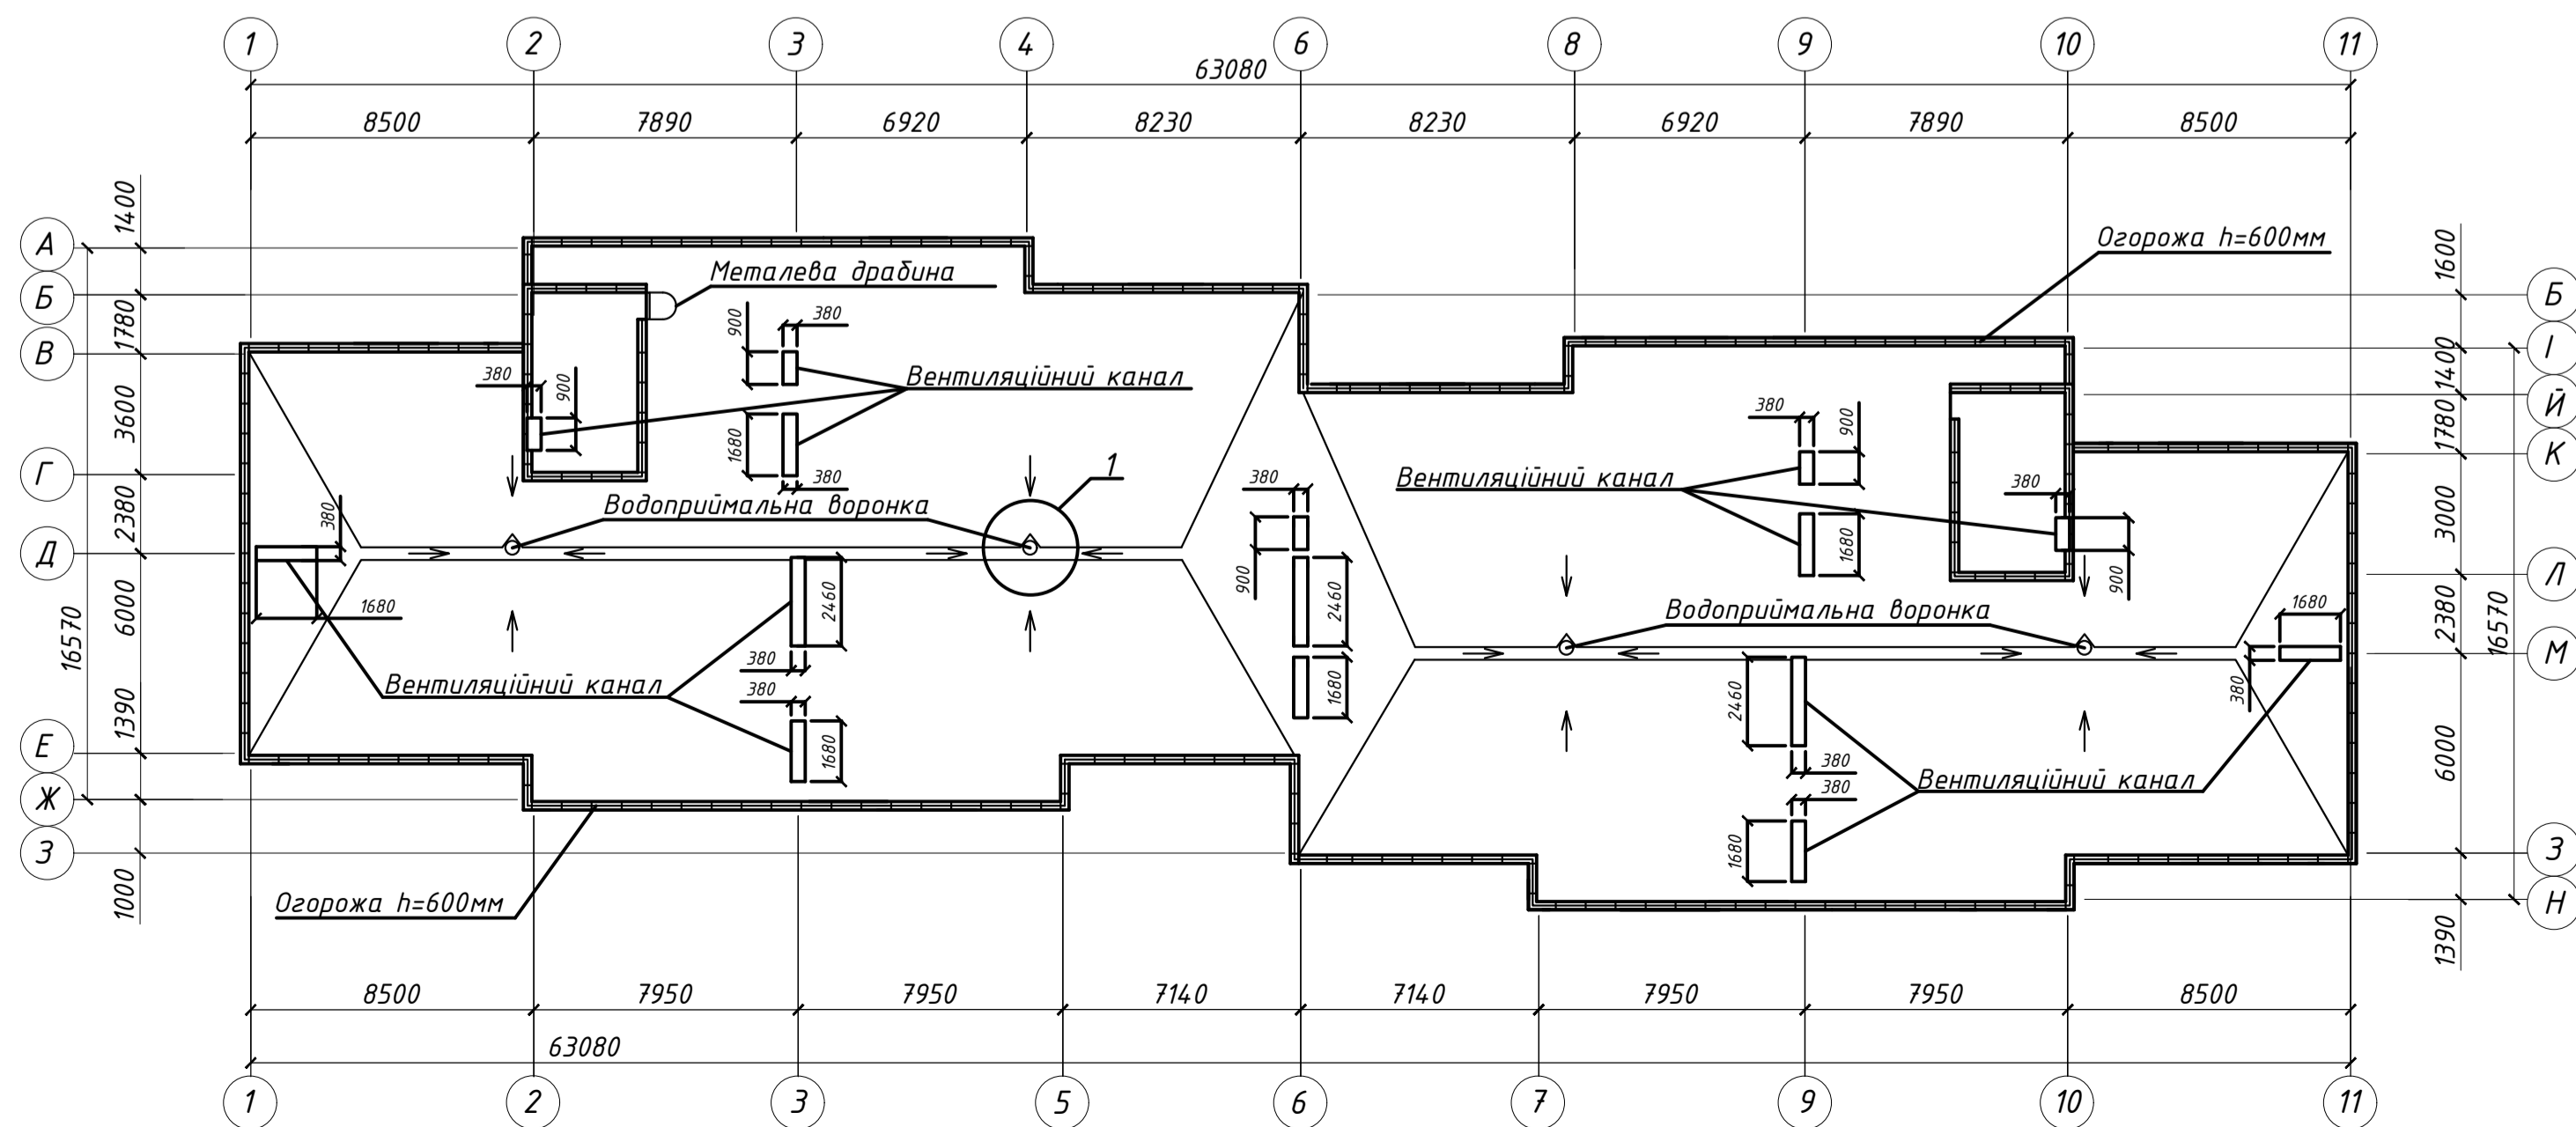 1 2 3 4 6 8 9 10 11
63080
8500 7890 6920 8230 8230 6920 7890 8500
А
Б
В
Г
Д
Е
Ж
З
1400
1780
3600
2380
6000
1390
1000
16570
Б
І
Й
К
Л
М
З
Н
1600
1400
1780
3000
2380
6000
1390
16570
Огорожа h=600мм
Металева драбина
900
380
Вентиляційний канал
380
900
1680
380
1
Водоприймальна воронка
380
1680
2460
380
380
1680
Вентиляційний канал
380
900
2460
1680
380
900
Вентиляційний канал
1680
380
900
Водоприймальна воронка
1680
380
2460
380
380
1680
Вентиляційний канал
Огорожа h=600мм
8500 7950 7950 7140 7140 7950 7950 8500
63080
1 2 3 5 6 7 9 10 11